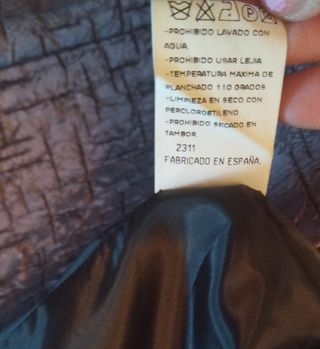 -PROHIBIDO LAVADO CON
AGUA
-PROHIBIDO USAR LEJIA
-TEMPERATURA MAXIMA DE
PLANCHADO 110 GRADOS
-LIMPIEZA EN SECO CON
PERCLOROETILENO
-PROHIBIDO SECADO EN
TAMBOR.
2311
FABRICADO EN ESPAÑA.